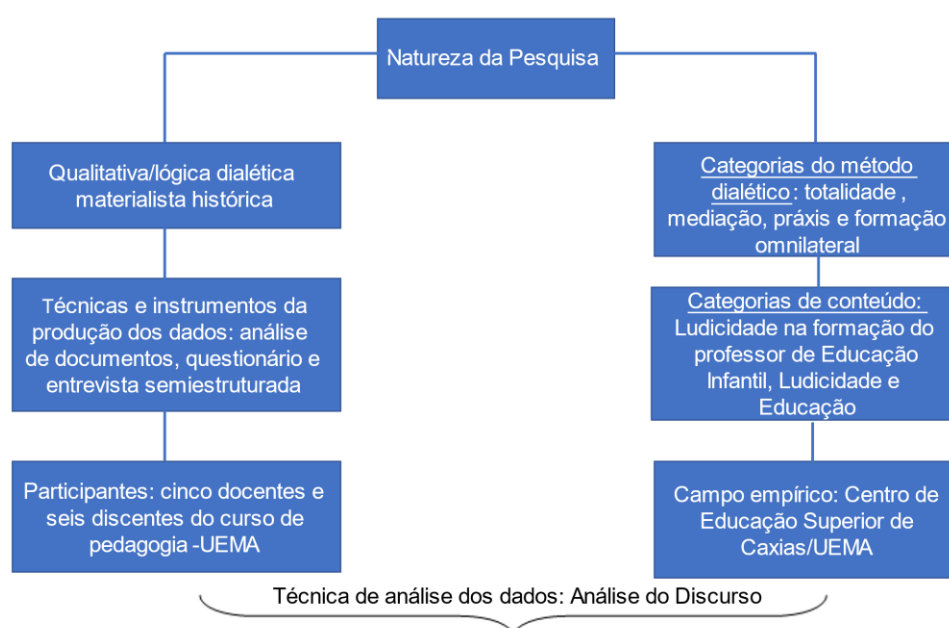 Natureza da Pesquisa
Qualitativa/lógica dialética
materialista histórica
Categorias do método
dialético: totalidade ,
mediação, práxis e formação
omnilateral
Técnicas e instrumentos da
produção dos dados: análise
de documentos, questionário e
entrevista semiestruturada
Categorias de conteúdo:
Ludicidade na formação do
professor de Educação
Infantil, Ludicidade e
Educação
Participantes: cinco docentes e
seis discentes do curso de
pedagogia -UEMA
Campo empírico: Centro de
Educação Superior de
Caxias/UEMA
Técnica de análise dos dados: Análise do Discurso